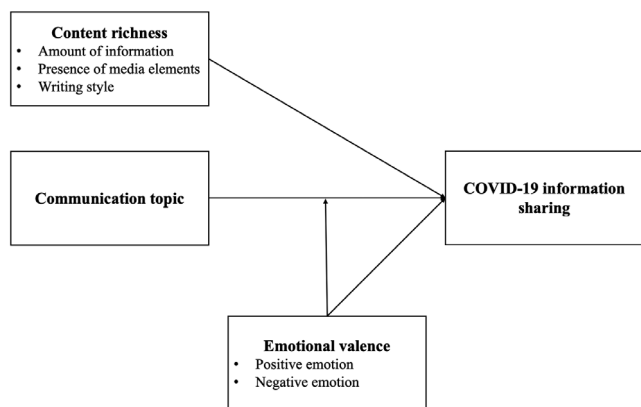 Content richness
• Amount of information
• Presence of media elements
• Writing style
Communication topic
COVID-19 information
sharing
Emotional valence
• Positive emotion
• Negative emotion